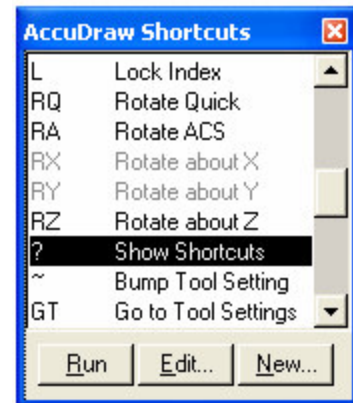 AccuDraw Shortcuts
L Lock Index
RQ Rotate Quick
RA Rotate ACS
RX Rotate about X
RY Rotate about Y
RZ Rotate about Z
? Show Shortcuts
~ Bump Tool Setting
GT Go to Tool Settings
Run Edit... New...